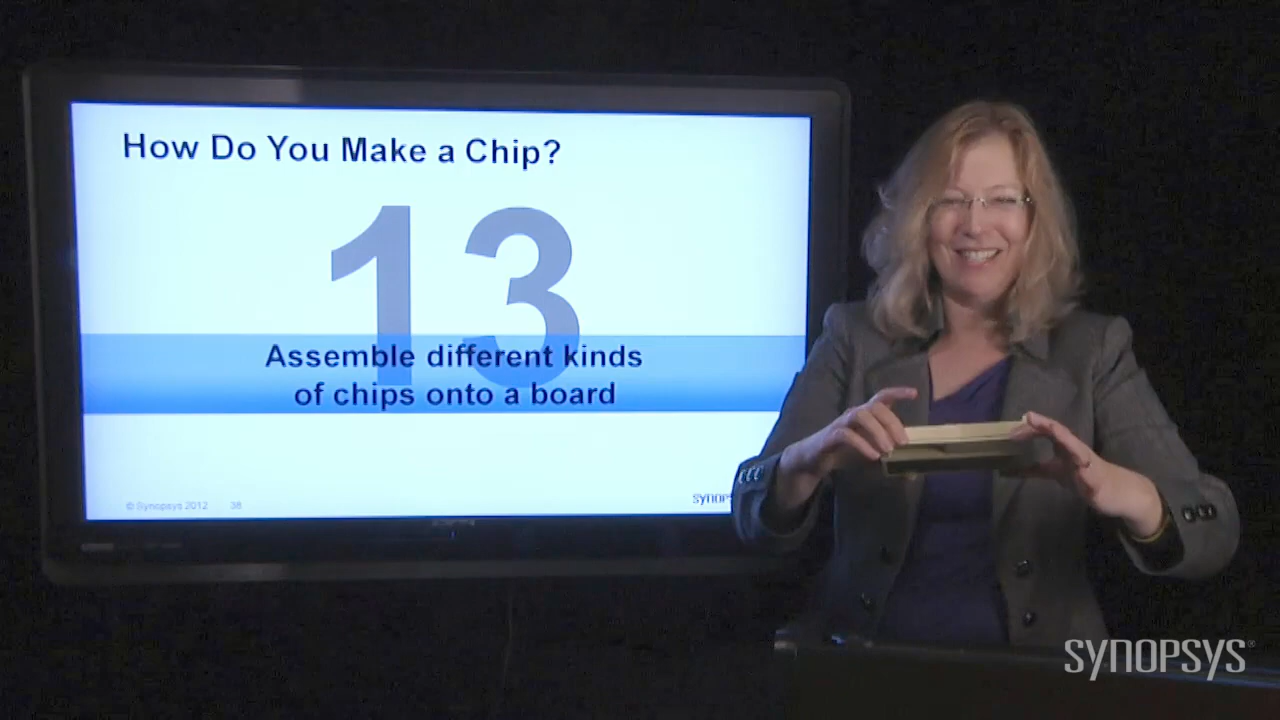 How Do You Make a Chip?
13
Assemble different kinds
of chips onto a board
© Synopsys 2012 38
SYNOPSYS